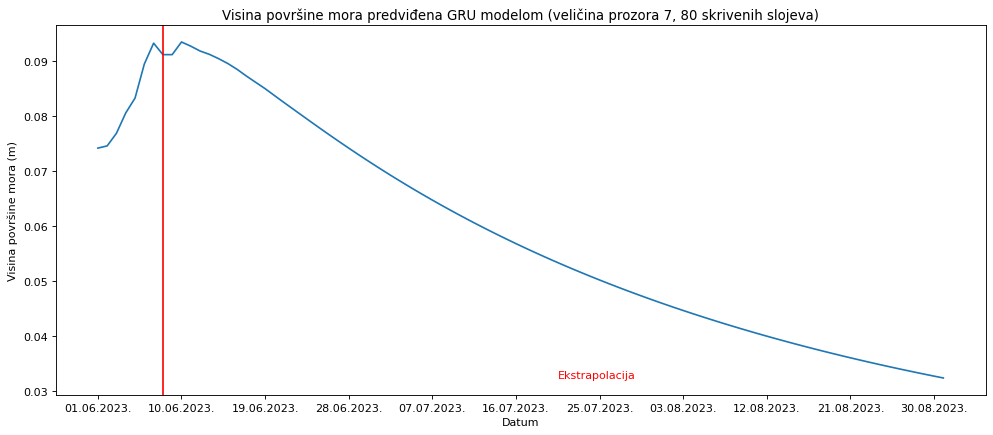 Visina površine mora predviđena GRU modelom (veličina prozora 7, 80 skrivenih slojeva)
Visina površine mora (m)
0.09
0.08
0.07
0.06
0.05
0.04
0.03
Ekstrapolacija
01.06.2023. 10.06.2023. 19.06.2023. 28.06.2023. 07.07.2023. 16.07.2023. 25.07.2023. 03.08.2023. 12.08.2023. 21.08.2023. 30.08.2023.
Datum